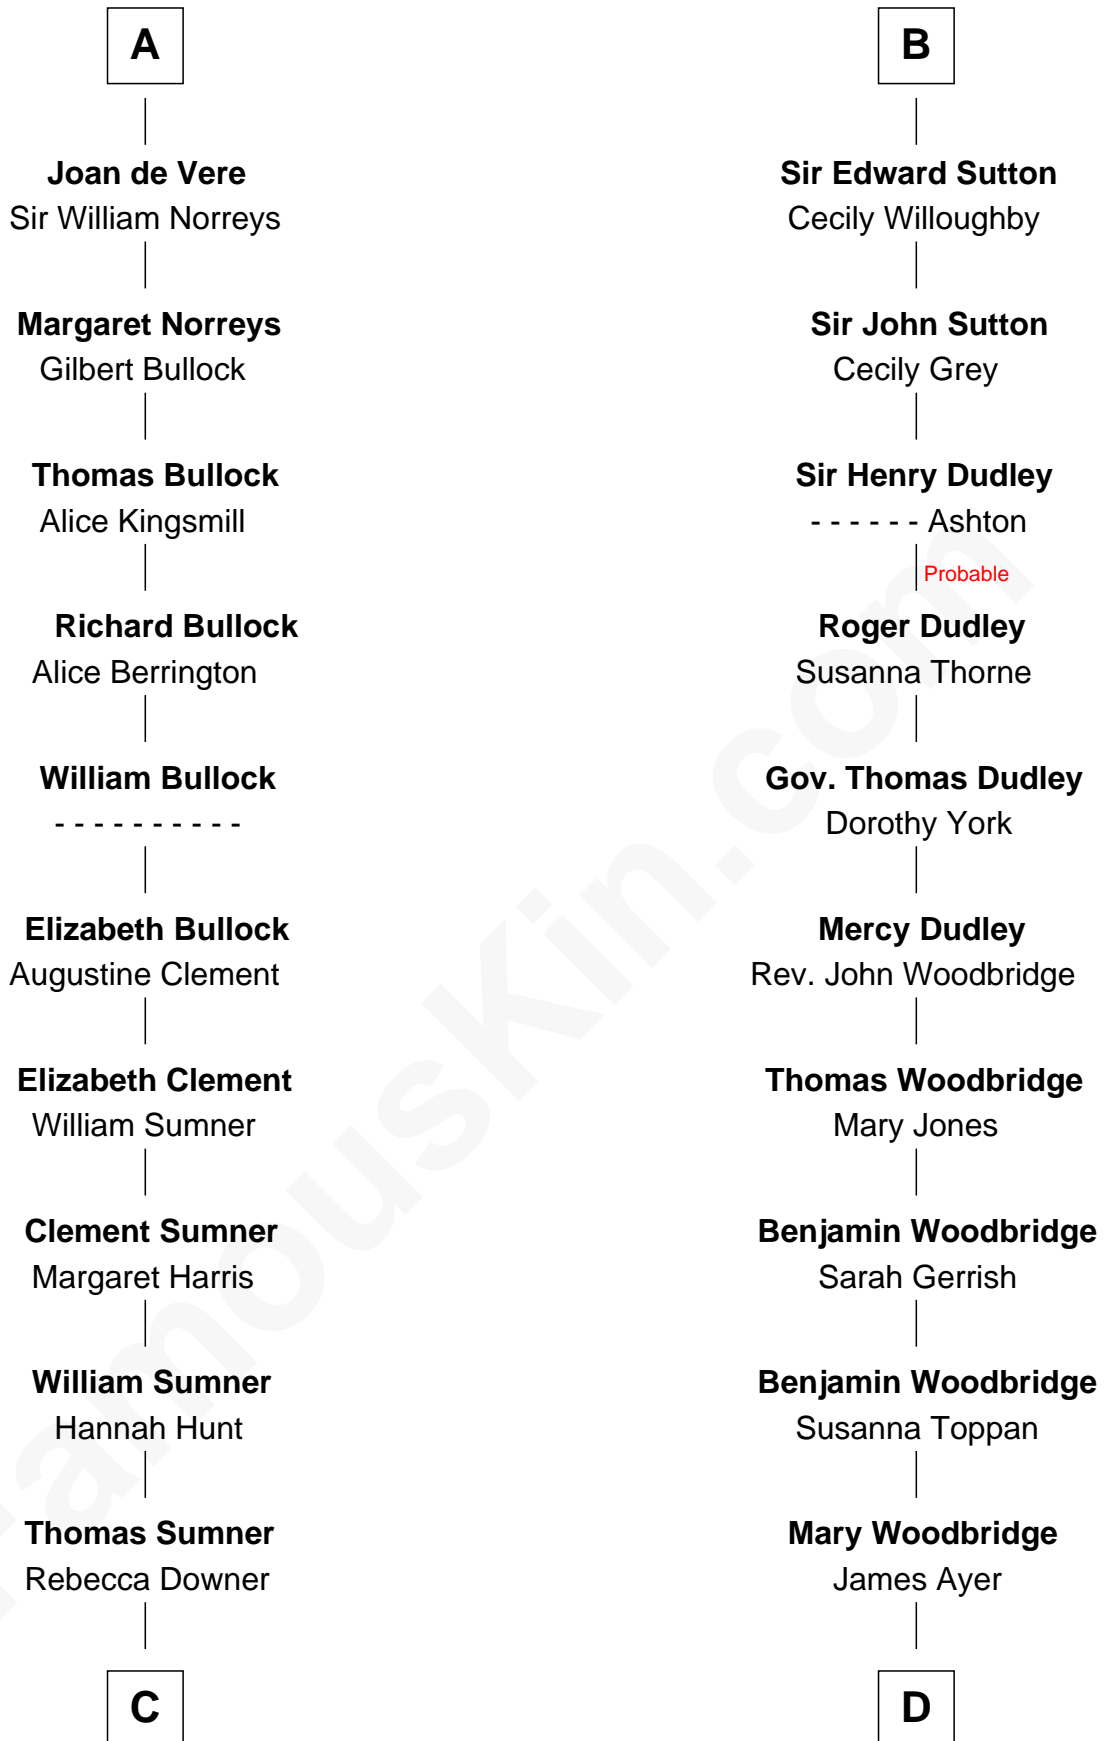 A
Joan de Vere
Sir William Norreys
Margaret Norreys
Gilbert Bullock
Thomas Bullock
Alice Kingsmill
Richard Bullock
Alice Berrington
William Bullock
- - - - - - - - - -
Elizabeth Bullock
Augustine Clement
Elizabeth Clement
William Sumner
Clement Sumner
Margaret Harris
William Sumner
Hannah Hunt
Thomas Sumner
Rebecca Downer
C
B
Sir Edward Sutton
Cecily Willoughby
Sir John Sutton
Cecily Grey
Sir Henry Dudley
- - - - - - Ashton
Probable
Roger Dudley
Susanna Thorne
Gov. Thomas Dudley
Dorothy York
Mercy Dudley
Rev. John Woodbridge
Thomas Woodbridge
Mary Jones
Benjamin Woodbridge
Sarah Gerrish
Benjamin Woodbridge
Susanna Toppan
Mary Woodbridge
James Ayer
D
FamousKin.com